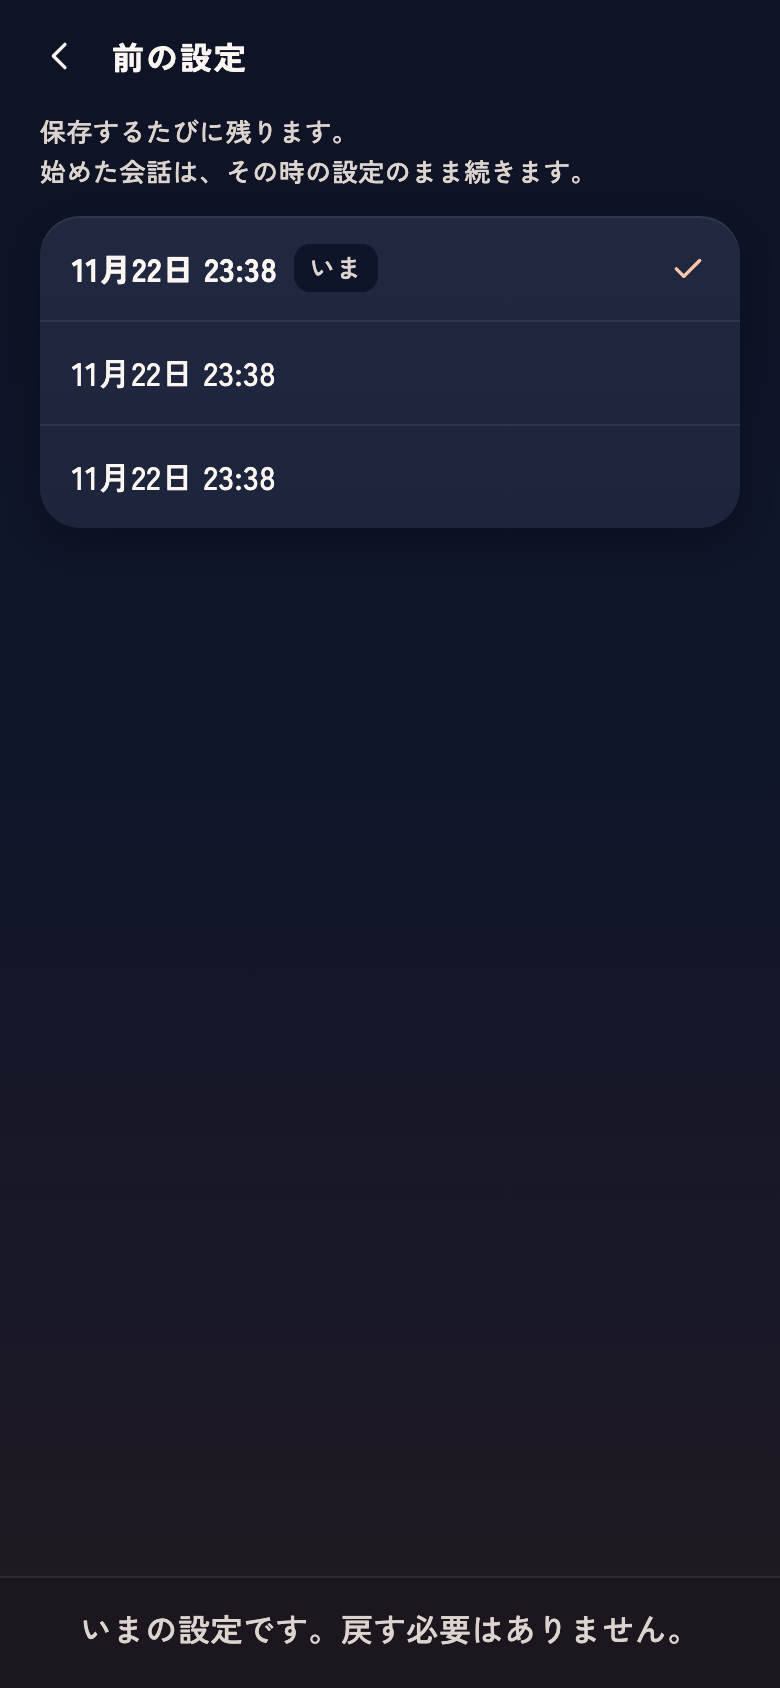 前の設定
保存するたびに残ります。
始めた会話は、その時の設定のまま続きます。
11月22日 23:38 いま
11月22日 23:38
11月22日 23:38
いまの設定です。戻す必要はありません。